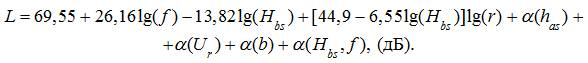 L = 69,55 + 26,16lg(f) − 13,82lg(H_bs) + [44,9 − 6,55lg(H_bs)]lg(r) + α(h_as) +
+α(U_r) + α(b) + α(H_bs, f), (дБ).